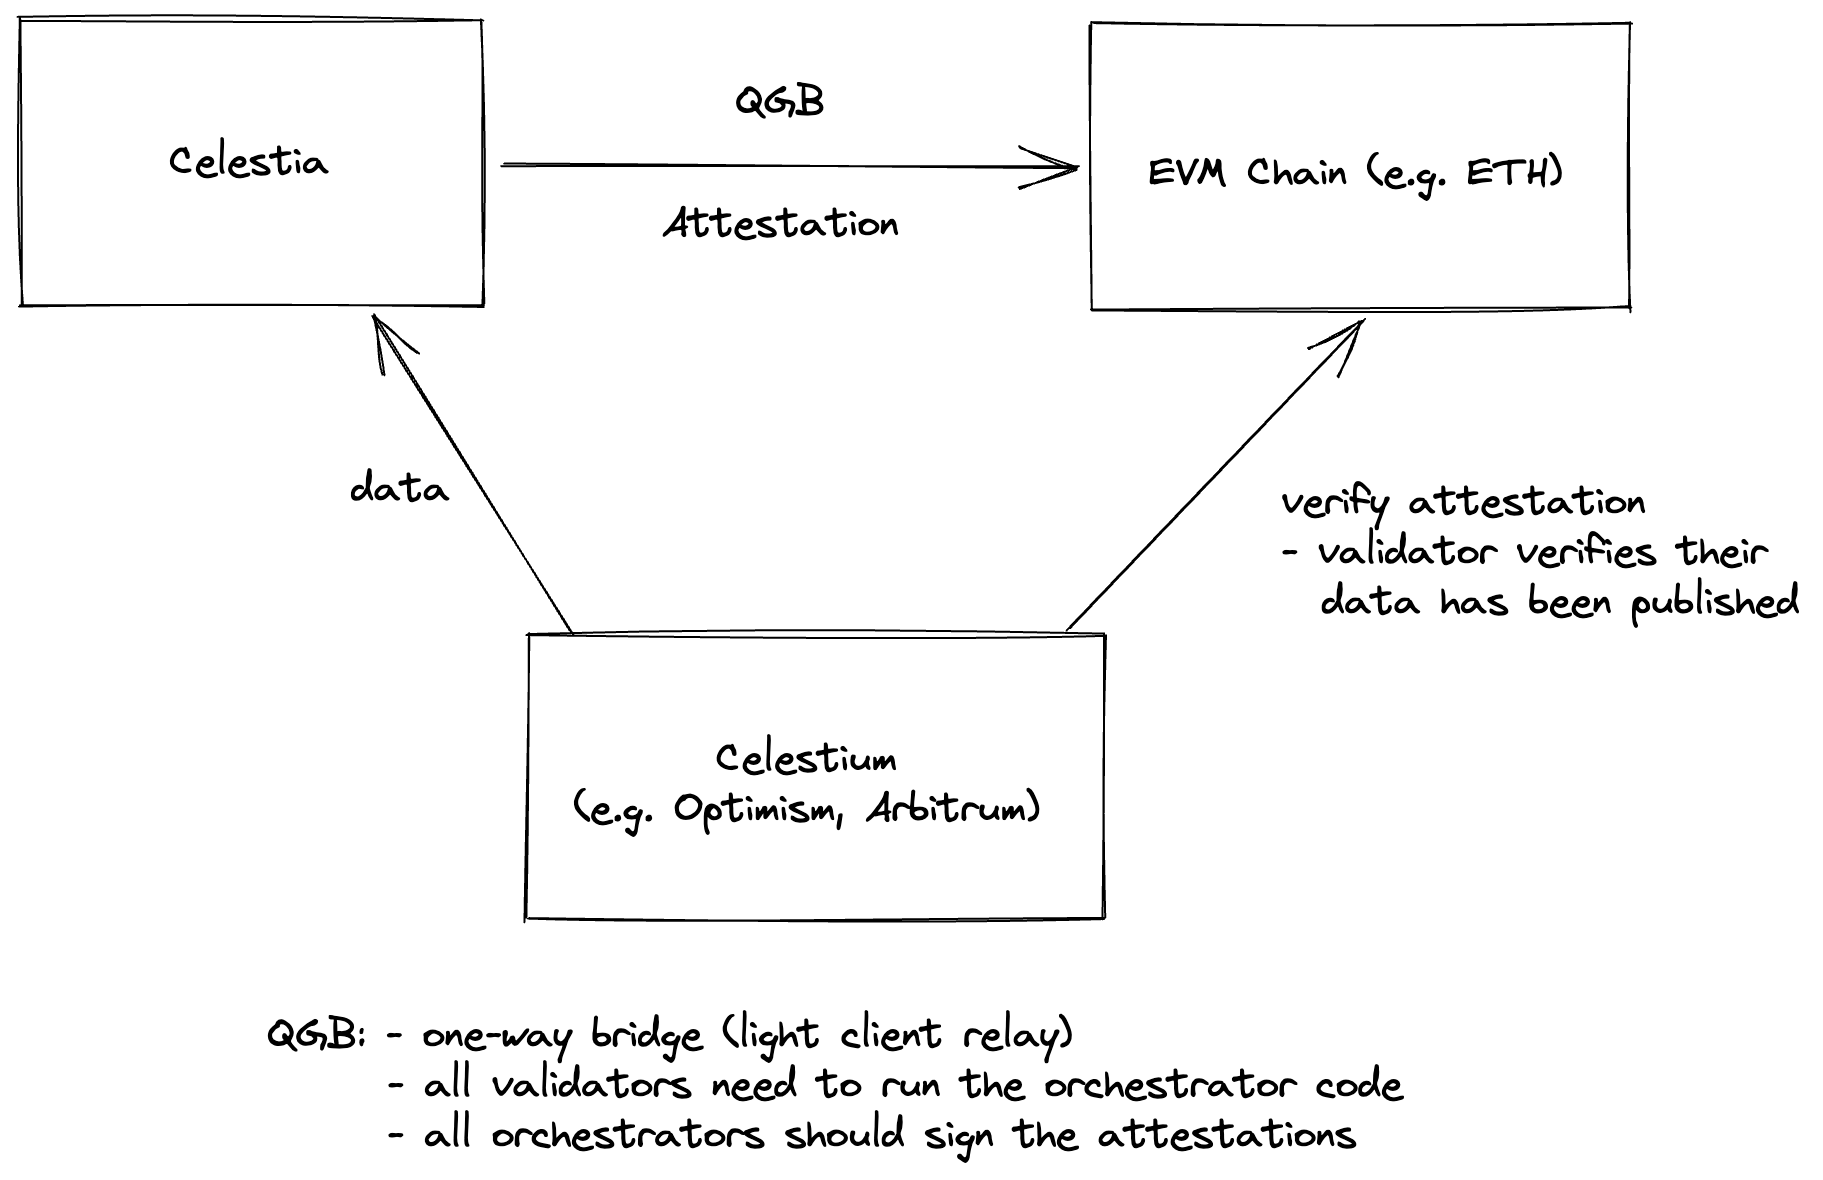 Celestia
QGB
Attestation
EVM Chain (e.g. ETH)
data
verify attestation
- validator verifies their
data has been published
Celestium
(e.g. Optimism, Arbitrum)
QGB: - one-way bridge (light client relay)
- all validators need to run the orchestrator code
- all orchestrators should sign the attestations